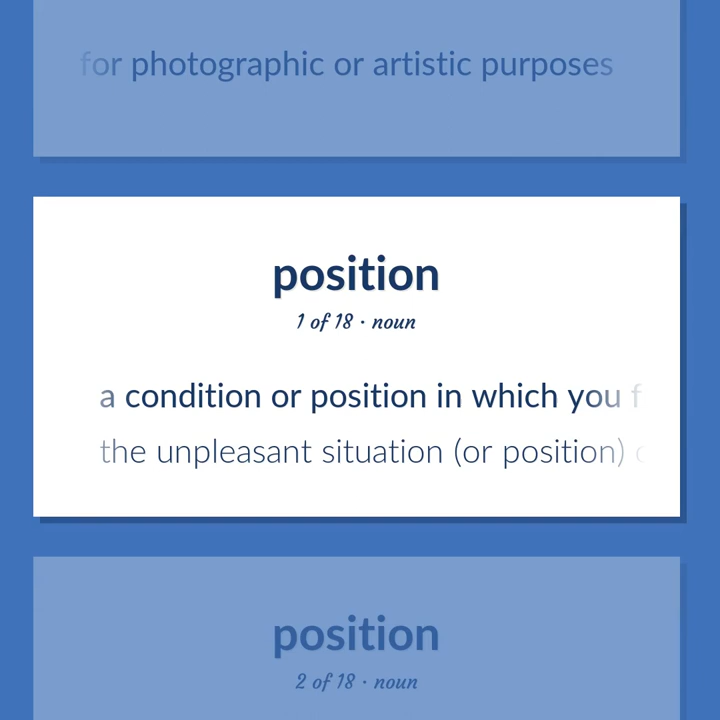 for photographic or artistic purposes
position
1 of 18 · noun
a condition or position in which you
the unpleasant situation (or position)
position
2 of 18 · noun